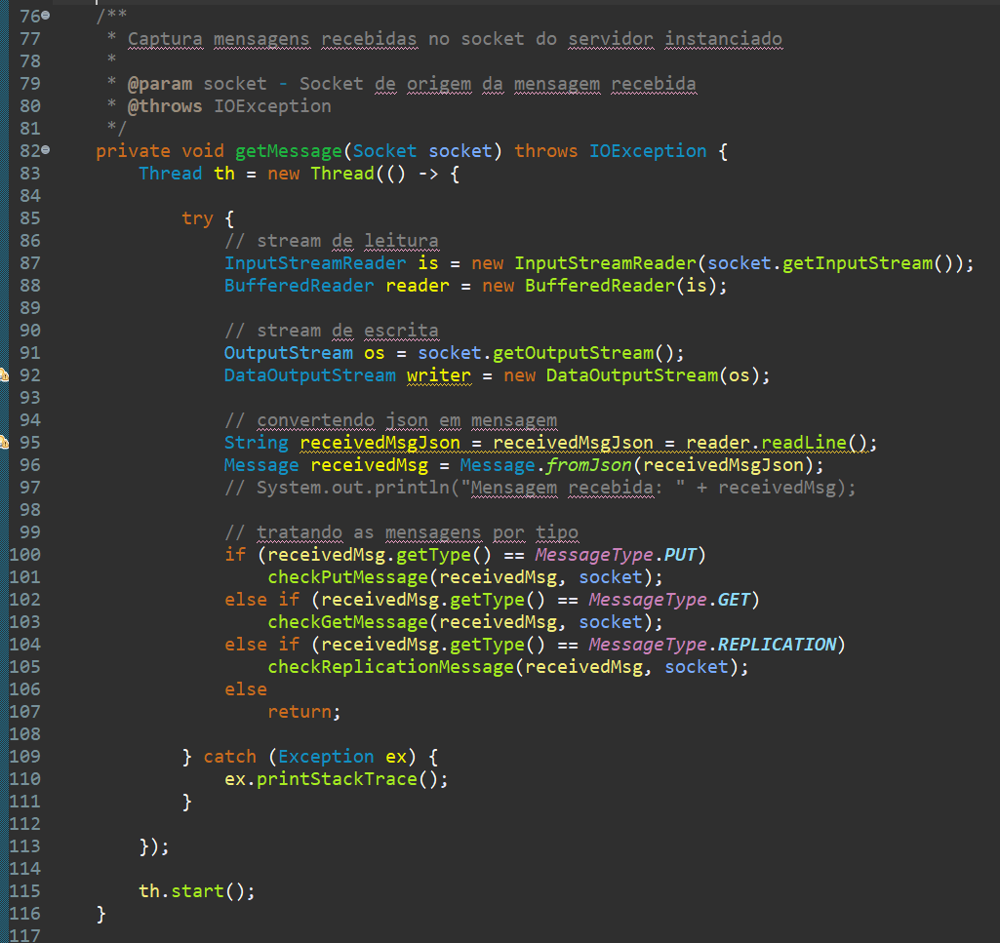 76 /**
77 * Captura mensagens recebidas no socket do servidor instanciado
78 *
79 * @param socket - Socket de origem da mensagem recebida
80 * @throws IOException
81 */
82 private void getMessage(Socket socket) throws IOException {
83 Thread th = new Thread(() -> {
84
85 try {
86 // stream de leitura
87 InputStreamReader is = new InputStreamReader(socket.getInputStream());
88 BufferedReader reader = new BufferedReader(is);
89
90 // stream de escrita
91 OutputStream os = socket.getOutputStream();
92 DataOutputStream writer = new DataOutputStream(os);
93
94 // convertendo json em mensagem
95 String receivedMsgJson = receivedMsgJson = reader.readLine();
96 Message receivedMsg = Message.fromJson(receivedMsgJson);
97 // System.out.println("Mensagem recebida: " + receivedMsg);
98
99 // tratando as mensagens por tipo
100 if (receivedMsg.getType() == MessageType.PUT)
101 checkPutMessage(receivedMsg, socket);
102 else if (receivedMsg.getType() == MessageType.GET)
103 checkGetMessage(receivedMsg, socket);
104 else if (receivedMsg.getType() == MessageType.REPLICATION)
105 checkReplicationMessage(receivedMsg, socket);
106 else
107 return;
108
109 } catch (Exception ex) {
110 ex.printStackTrace();
111 }
112
113 });
114
115 th.start();
116 }
117